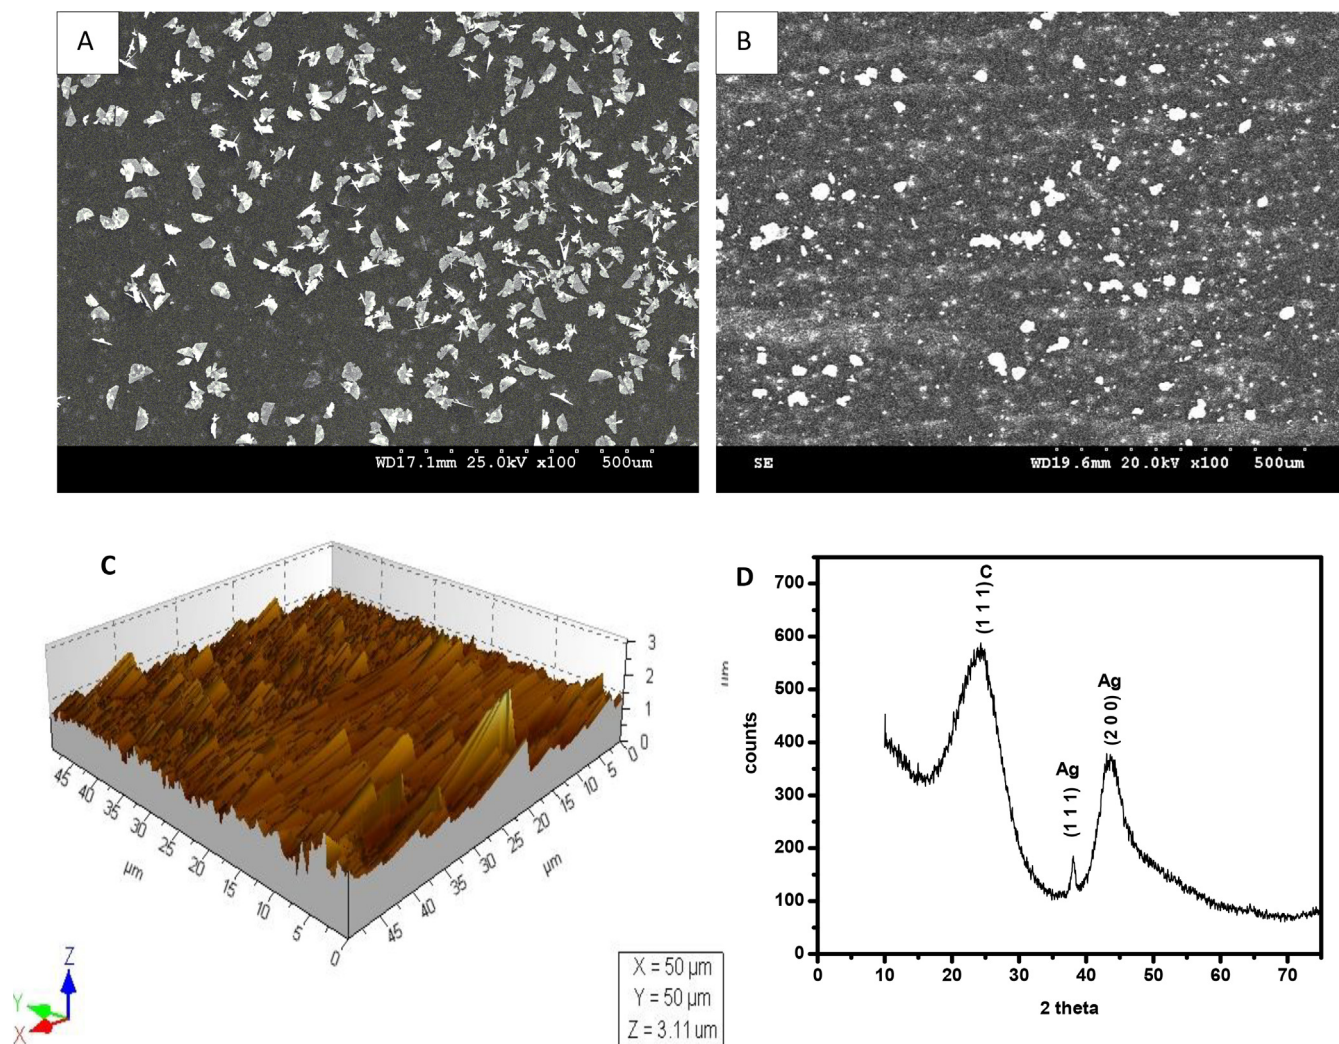 A
WD17.1mm 25.0kV x100 500um
B
SE WD19.6mm 20.0kV x100 500um
C
3
2
1
0
µm
45
40
35
30
25
20
15
10
5
0
µm
45
40
35
30
25
20
15
10
5
0
µm
Z
Y
X
X = 50 µm
Y = 50 µm
Z = 3.11 um
D
(1 1 1) C
(1 1 1) Ag
(2 0 0) Ag
counts
700
600
500
400
300
200
100
0
0 10 20 30 40 50 60 70
2 theta